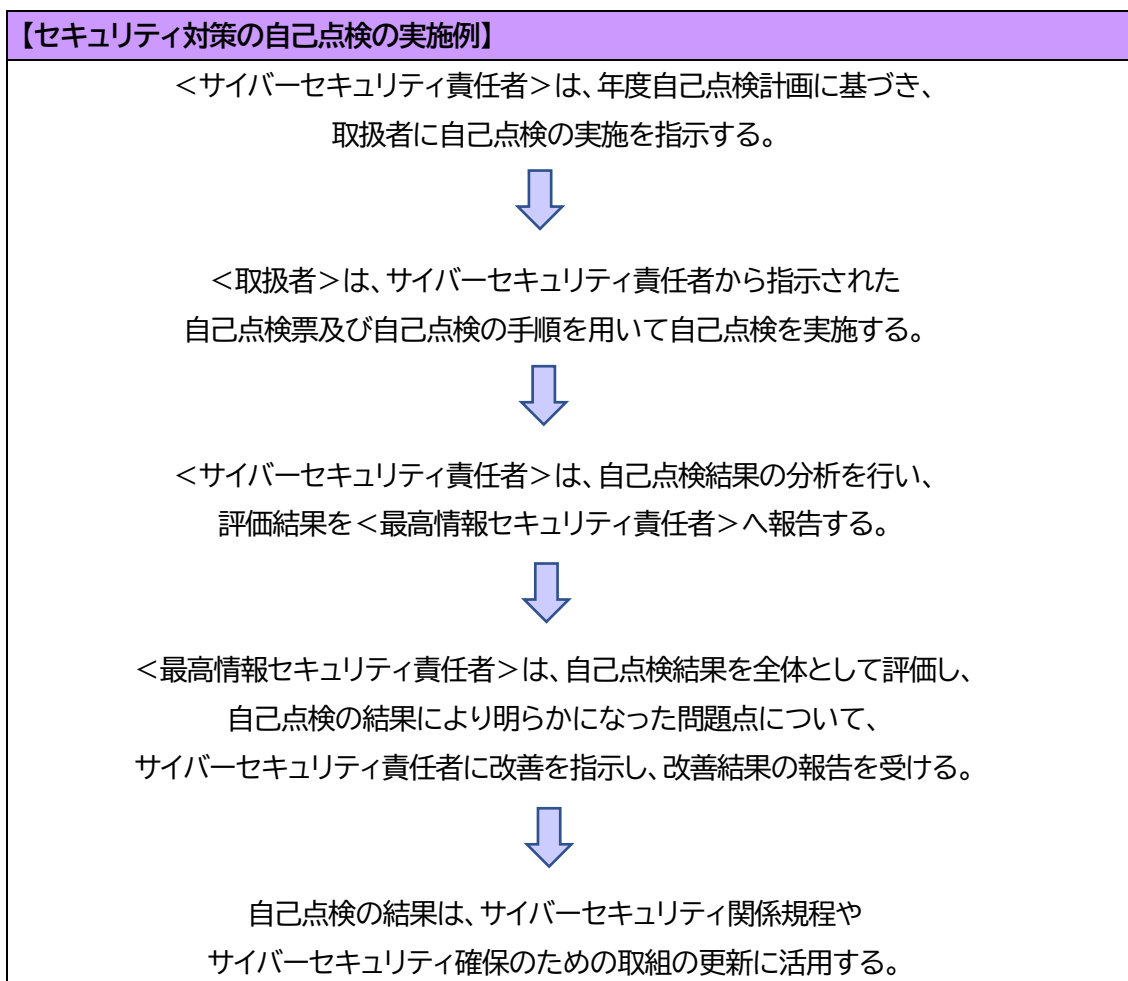 【セキュリティ対策の自己点検の実施例】
＜サイバーセキュリティ責任者＞は、年度自己点検計画に基づき、
取扱者に自己点検の実施を指示する。
＜取扱者＞は、サイバーセキュリティ責任者から指示された
自己点検票及び自己点検の手順を用いて自己点検を実施する。
＜サイバーセキュリティ責任者＞は、自己点検結果の分析を行い、
評価結果を＜最高情報セキュリティ責任者＞へ報告する。
＜最高情報セキュリティ責任者＞は、自己点検結果を全体として評価し、
自己点検の結果により明らかになった問題点について、
サイバーセキュリティ責任者に改善を指示し、改善結果の報告を受ける。
自己点検の結果は、サイバーセキュリティ関係規程や
サイバーセキュリティ確保のための取組の更新に活用する。